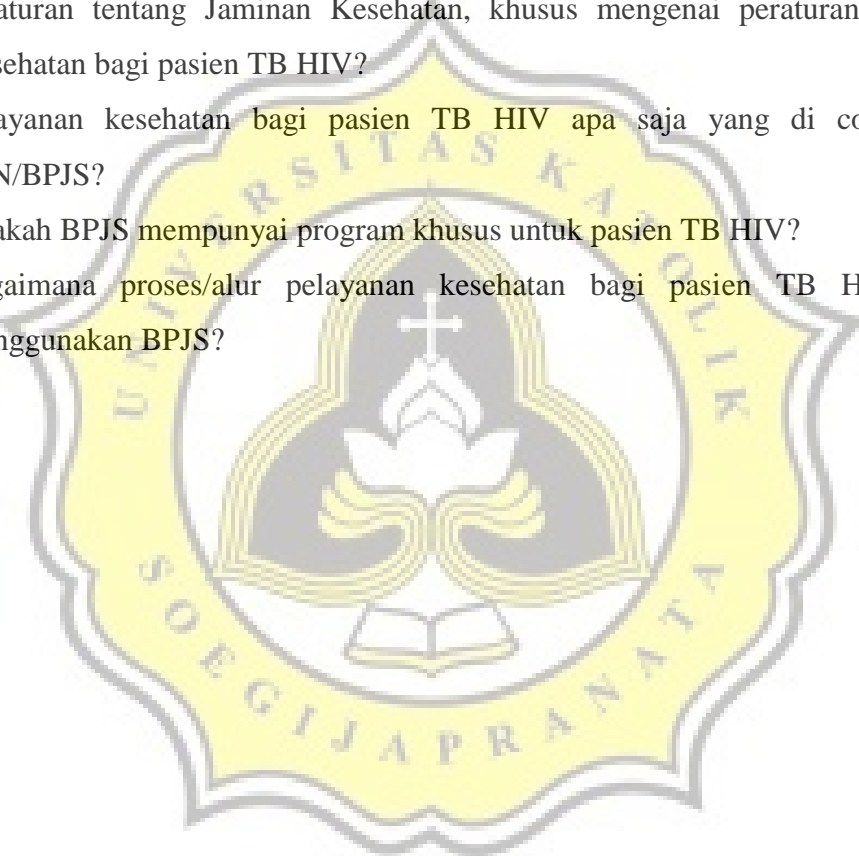 aturan tentang Jaminan Kesehatan, khusus mengenai peraturan
sehatan bagi pasien TB HIV?
ayanan kesehatan bagi pasien TB HIV apa saja yang di co
N/BPJS?
akah BPJS mempunyai program khusus untuk pasien TB HIV?
gaimana proses/alur pelayanan kesehatan bagi pasien TB H
nggunakan BPJS?
UNIVERSITAS KATOLIK
SOEGIJAPRANATA